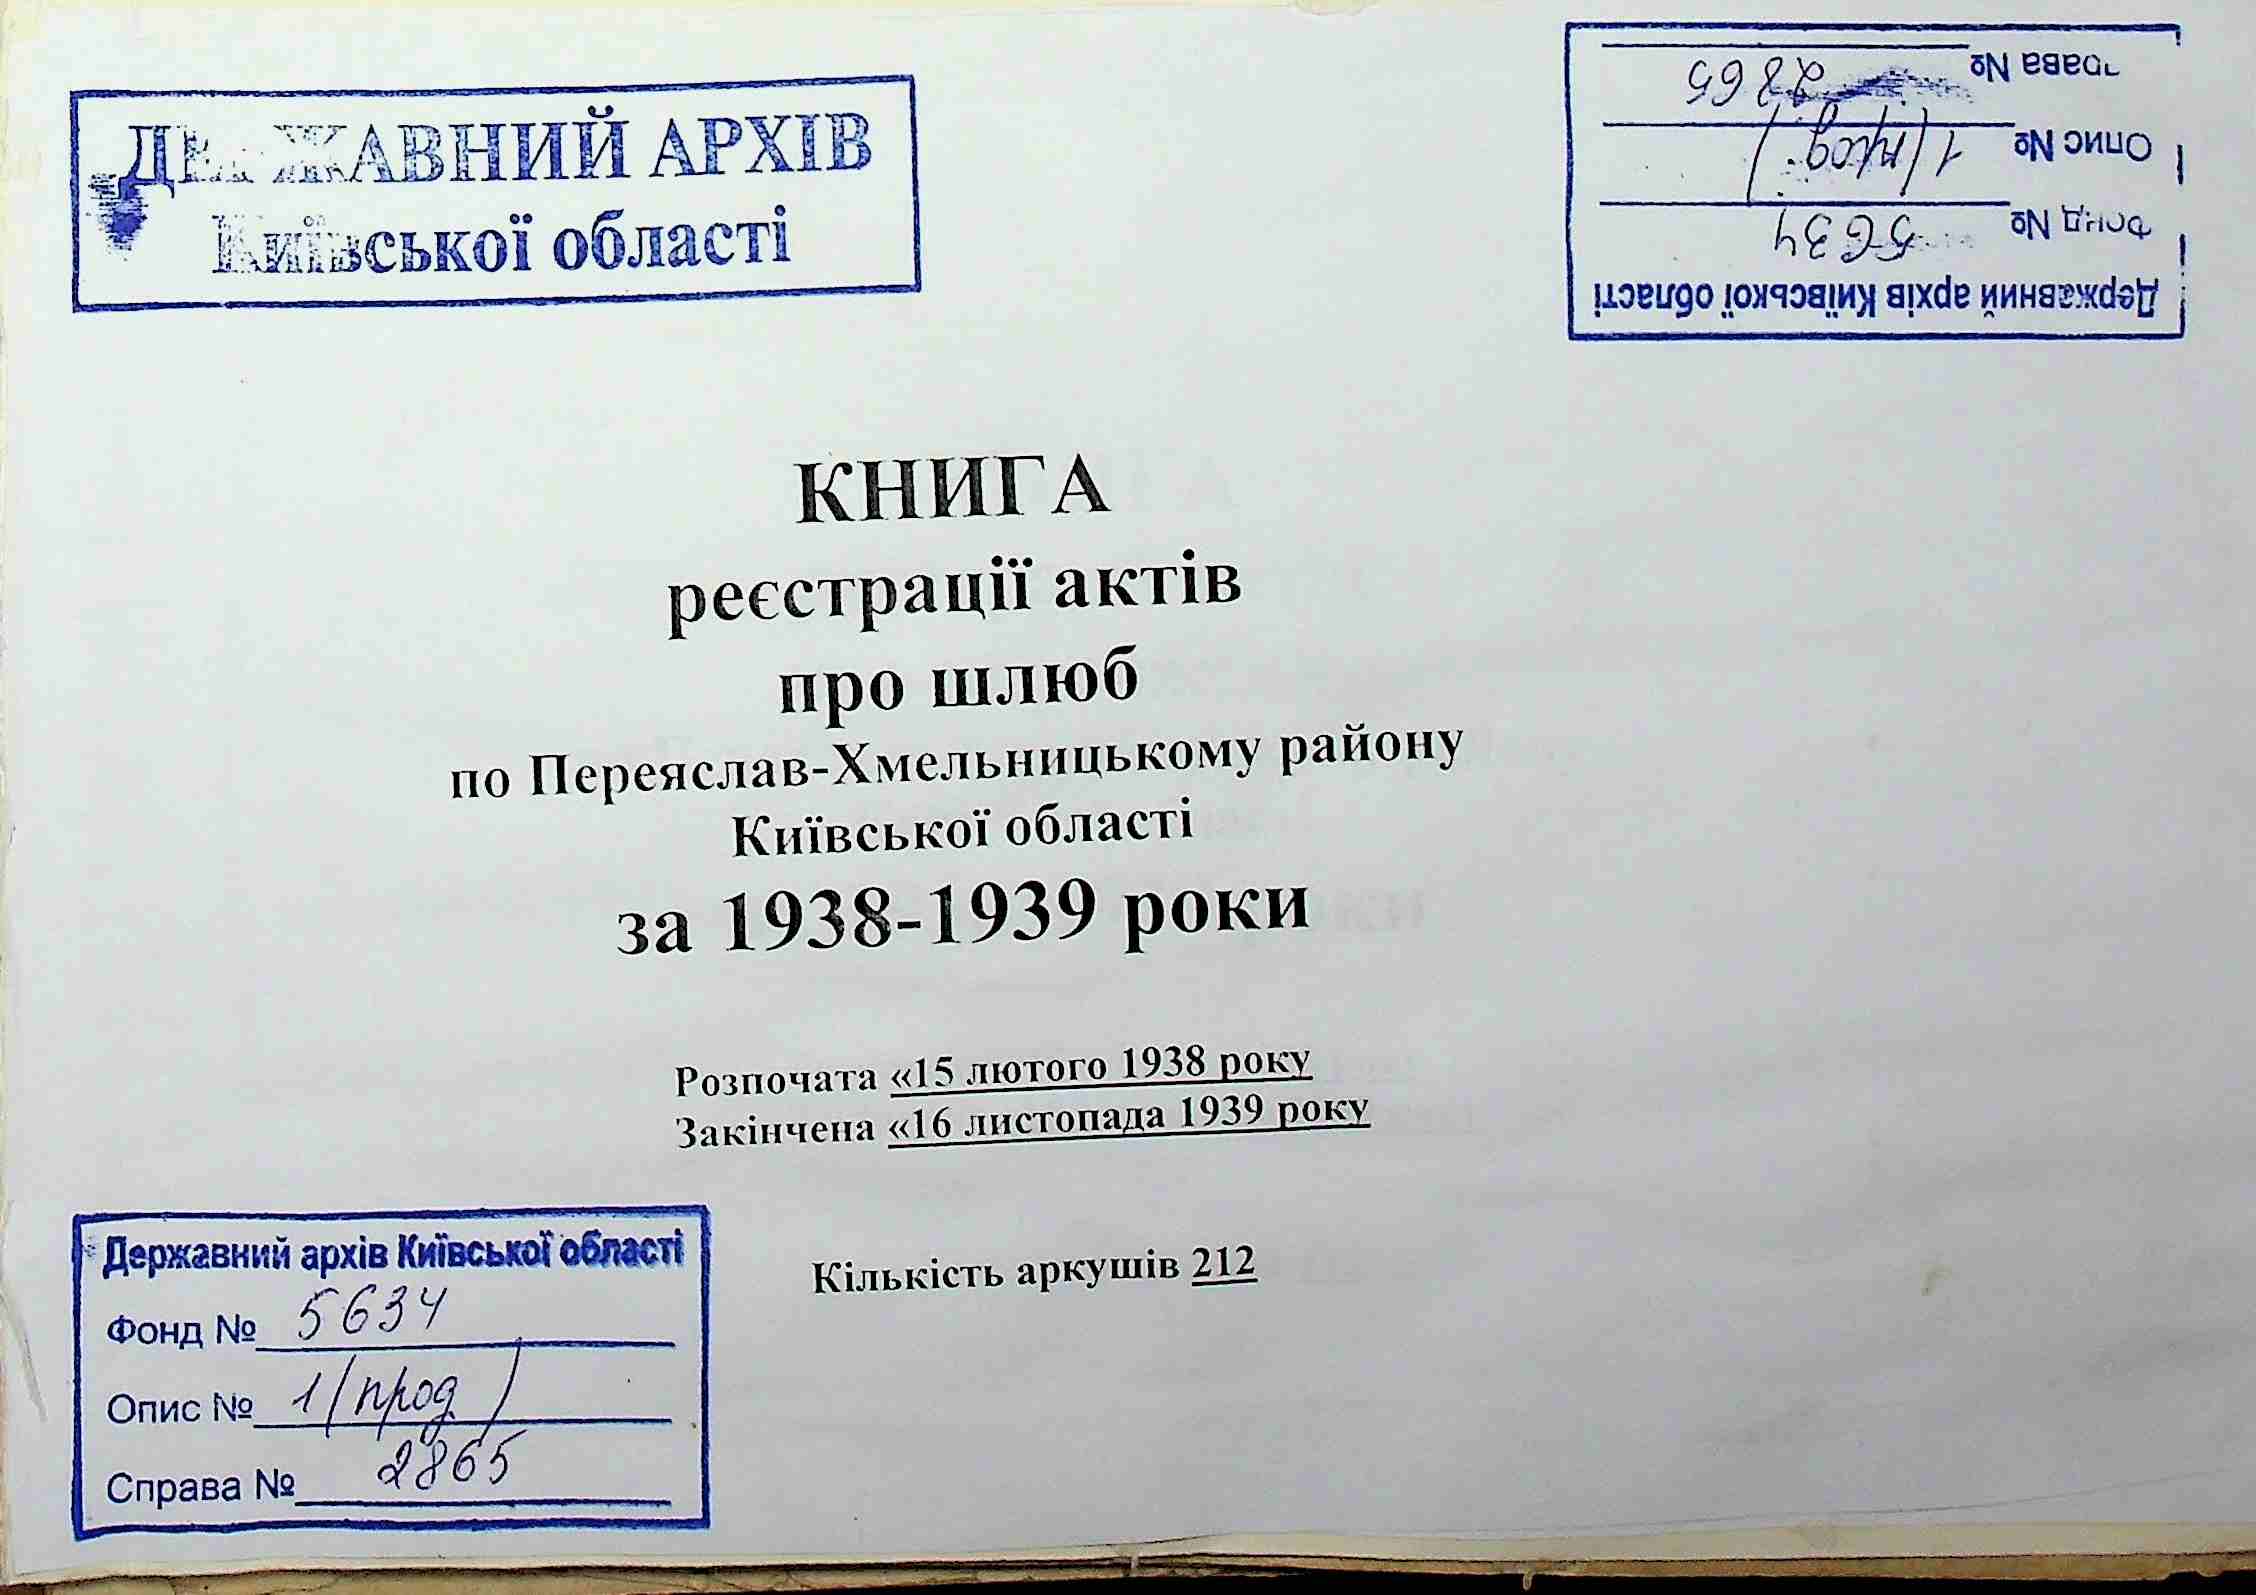 ДЕРЖАВНИЙ АРХІВ
Київської області
Державний архів Київської області
Фонд № 5634
Опис № 1 (прод.)
Справа № 2865
КНИГА
реєстрації актів
про шлюб
по Переяслав-Хмельницькому району
Київської області
за 1938-1939 роки
Розпочата «15 лютого 1938 року
Закінчена «16 листопада 1939 року
Кількість аркушів 212
Державний архів Київської області
Фонд № 5634
Опис № 1 (прод)
Справа № 2865